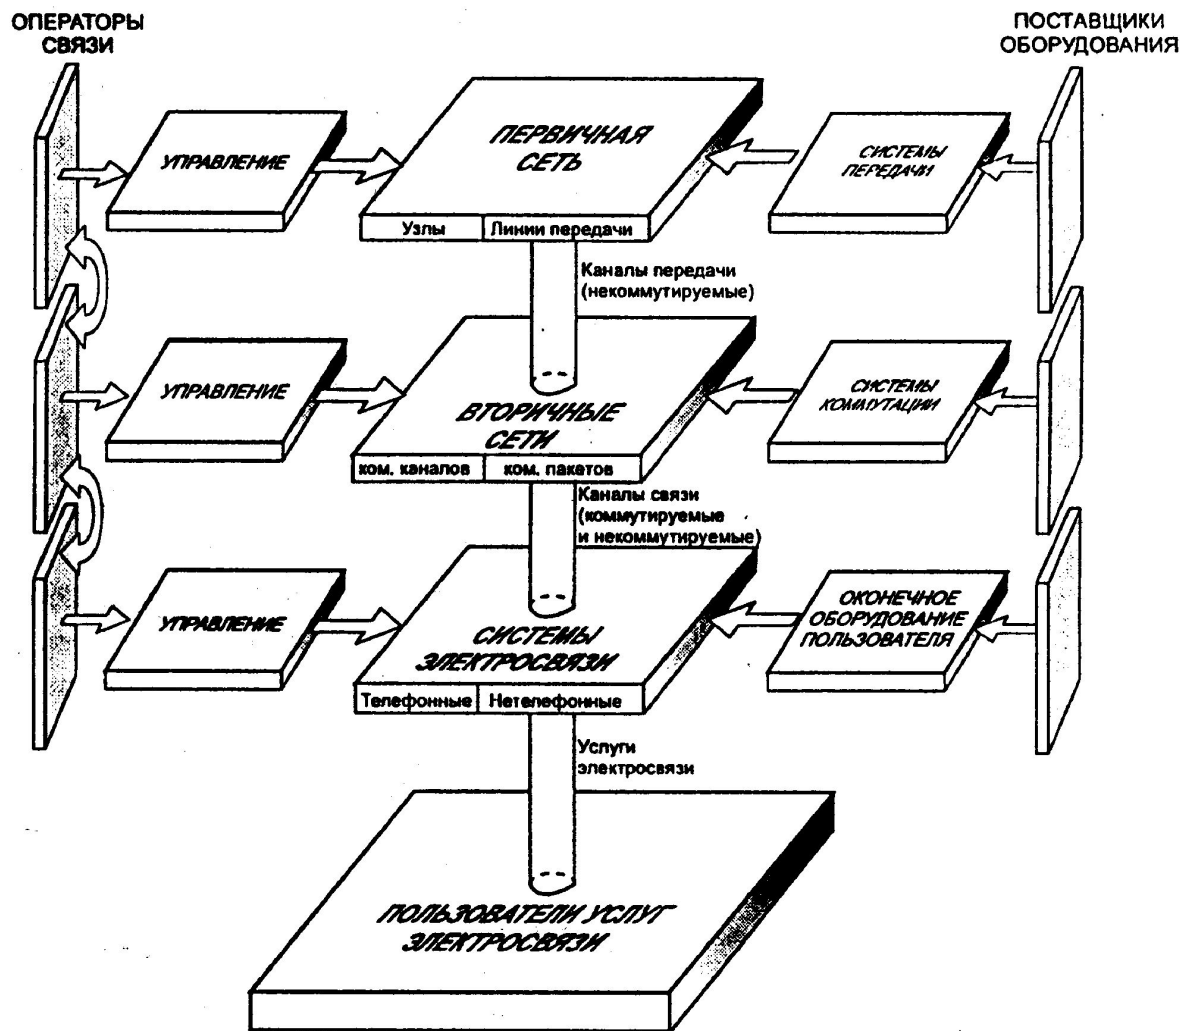 ОПЕРАТОРЫ
СВЯЗИ
ПОСТАВЩИКИ
ОБОРУДОВАНИЯ
УПРАВЛЕНИЕ
ПЕРВИЧНАЯ
СЕТЬ
СИСТЕМЫ
ПЕРЕДАЧИ
Узлы
Линии передачи
Каналы передачи
(некоммутируемые)
УПРАВЛЕНИЕ
ВТОРИЧНЫЕ
СЕТИ
СИСТЕМЫ
КОММУТАЦИИ
ком. каналов
ком. пакетов
Каналы связи
(коммутируемые
и некоммутируемые)
УПРАВЛЕНИЕ
СИСТЕМЫ
ЭЛЕКТРОСВЯЗИ
ОКОНЕЧНОЕ
ОБОРУДОВАНИЕ
ПОЛЬЗОВАТЕЛЯ
Телефонные
Нетелефонные
Услуги
электросвязи
ПОЛЬЗОВАТЕЛИ УСЛУГ
ЭЛЕКТРОСВЯЗИ